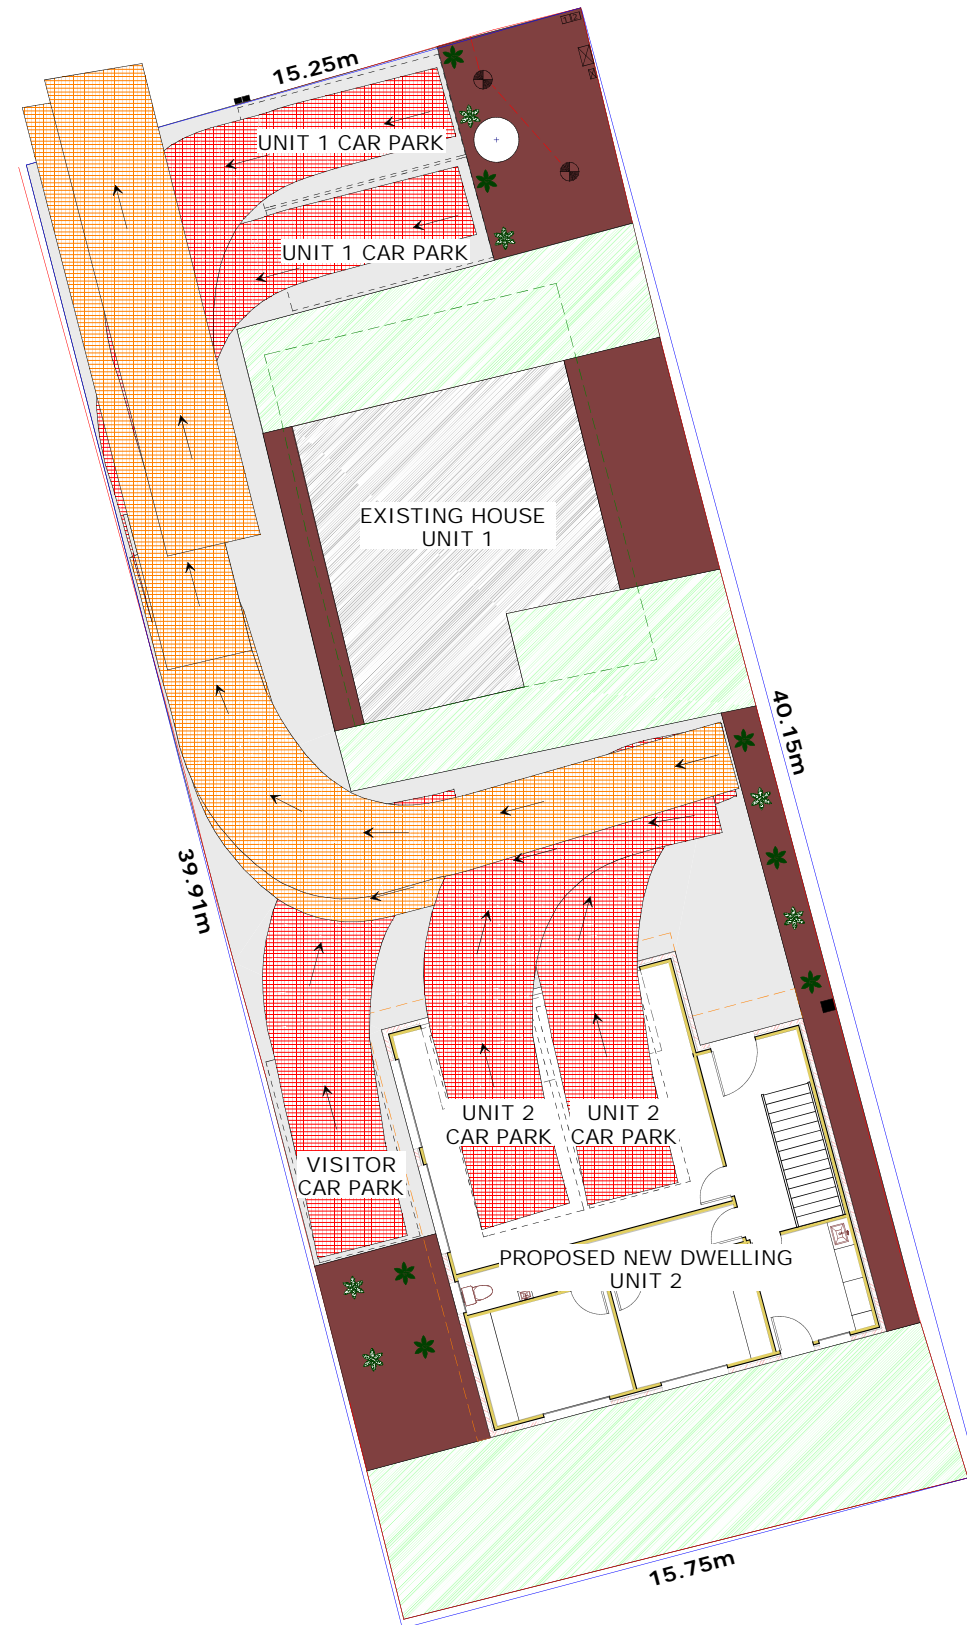 15.25m
UNIT 1 CAR PARK
UNIT 1 CAR PARK
EXISTING HOUSE
UNIT 1
40.15m
39.91m
UNIT 2
CAR PARK
UNIT 2
CAR PARK
VISITOR
CAR PARK
PROPOSED NEW DWELLING
UNIT 2
15.75m